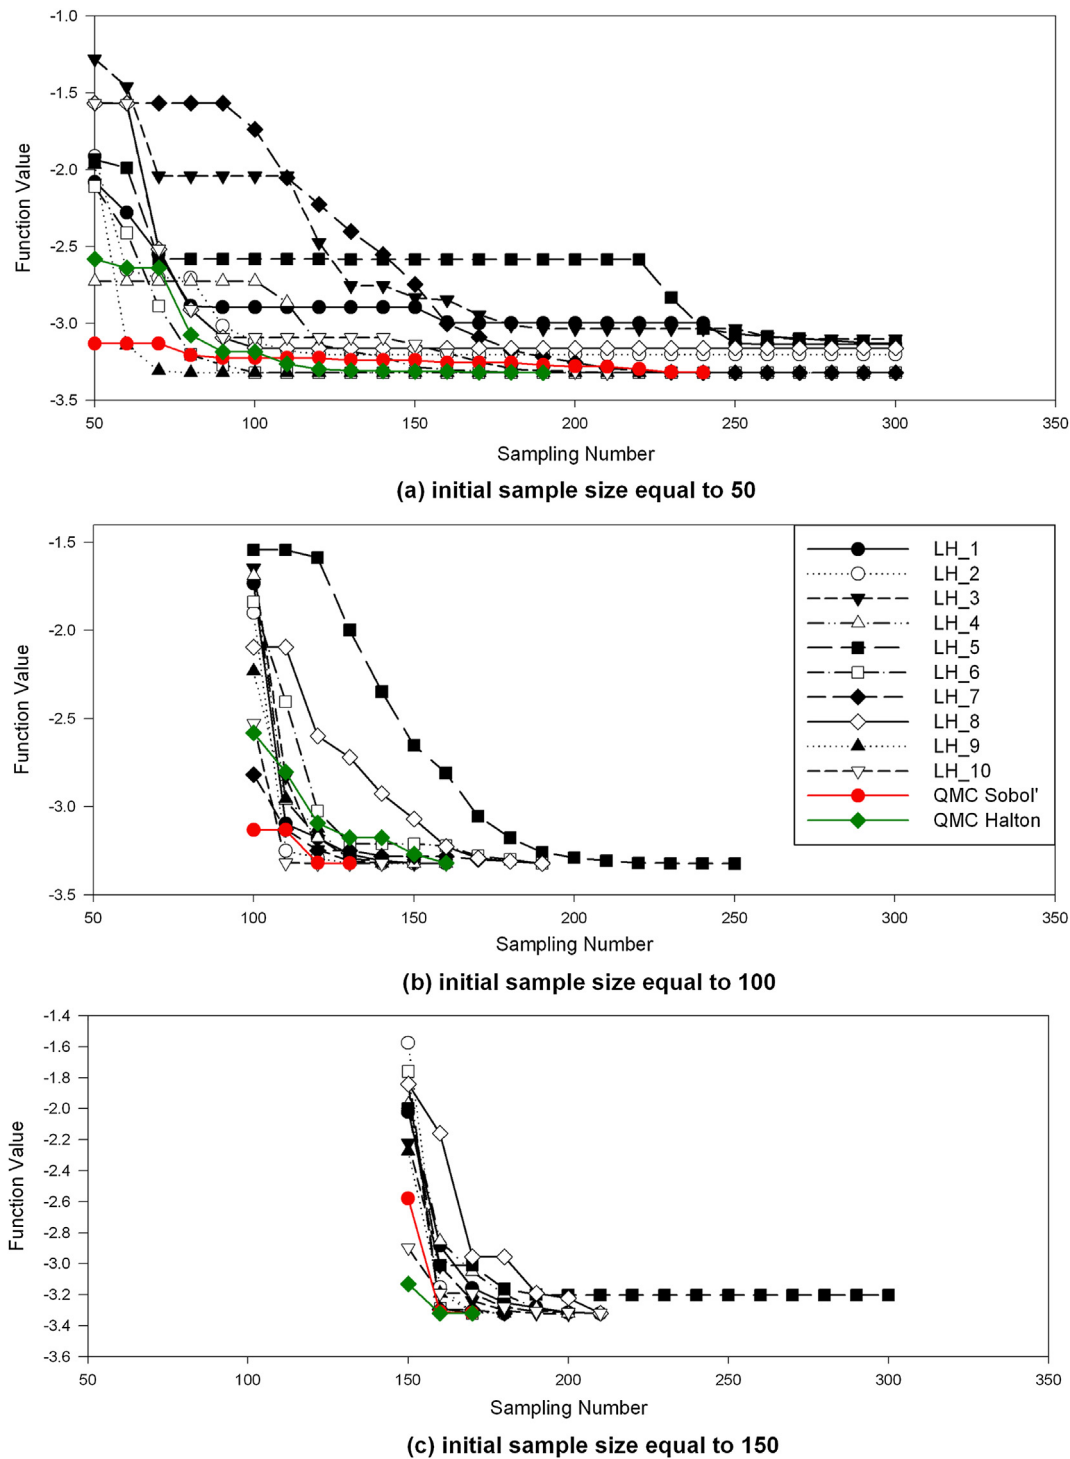 -1.0
-1.5
-2.0
-2.5
-3.0
-3.5
Function Value
50
100
150
200
250
300
350
Sampling Number
(a) initial sample size equal to 50
-1.5
-2.0
-2.5
-3.0
-3.5
Function Value
50
100
150
200
250
300
350
Sampling Number
LH_1
LH_2
LH_3
LH_4
LH_5
LH_6
LH_7
LH_8
LH_9
LH_10
QMC Sobol'
QMC Halton
(b) initial sample size equal to 100
-1.4
-1.6
-1.8
-2.0
-2.2
-2.4
-2.6
-2.8
-3.0
-3.2
-3.4
-3.6
Function Value
50
100
150
200
250
300
350
Sampling Number
(c) initial sample size equal to 150